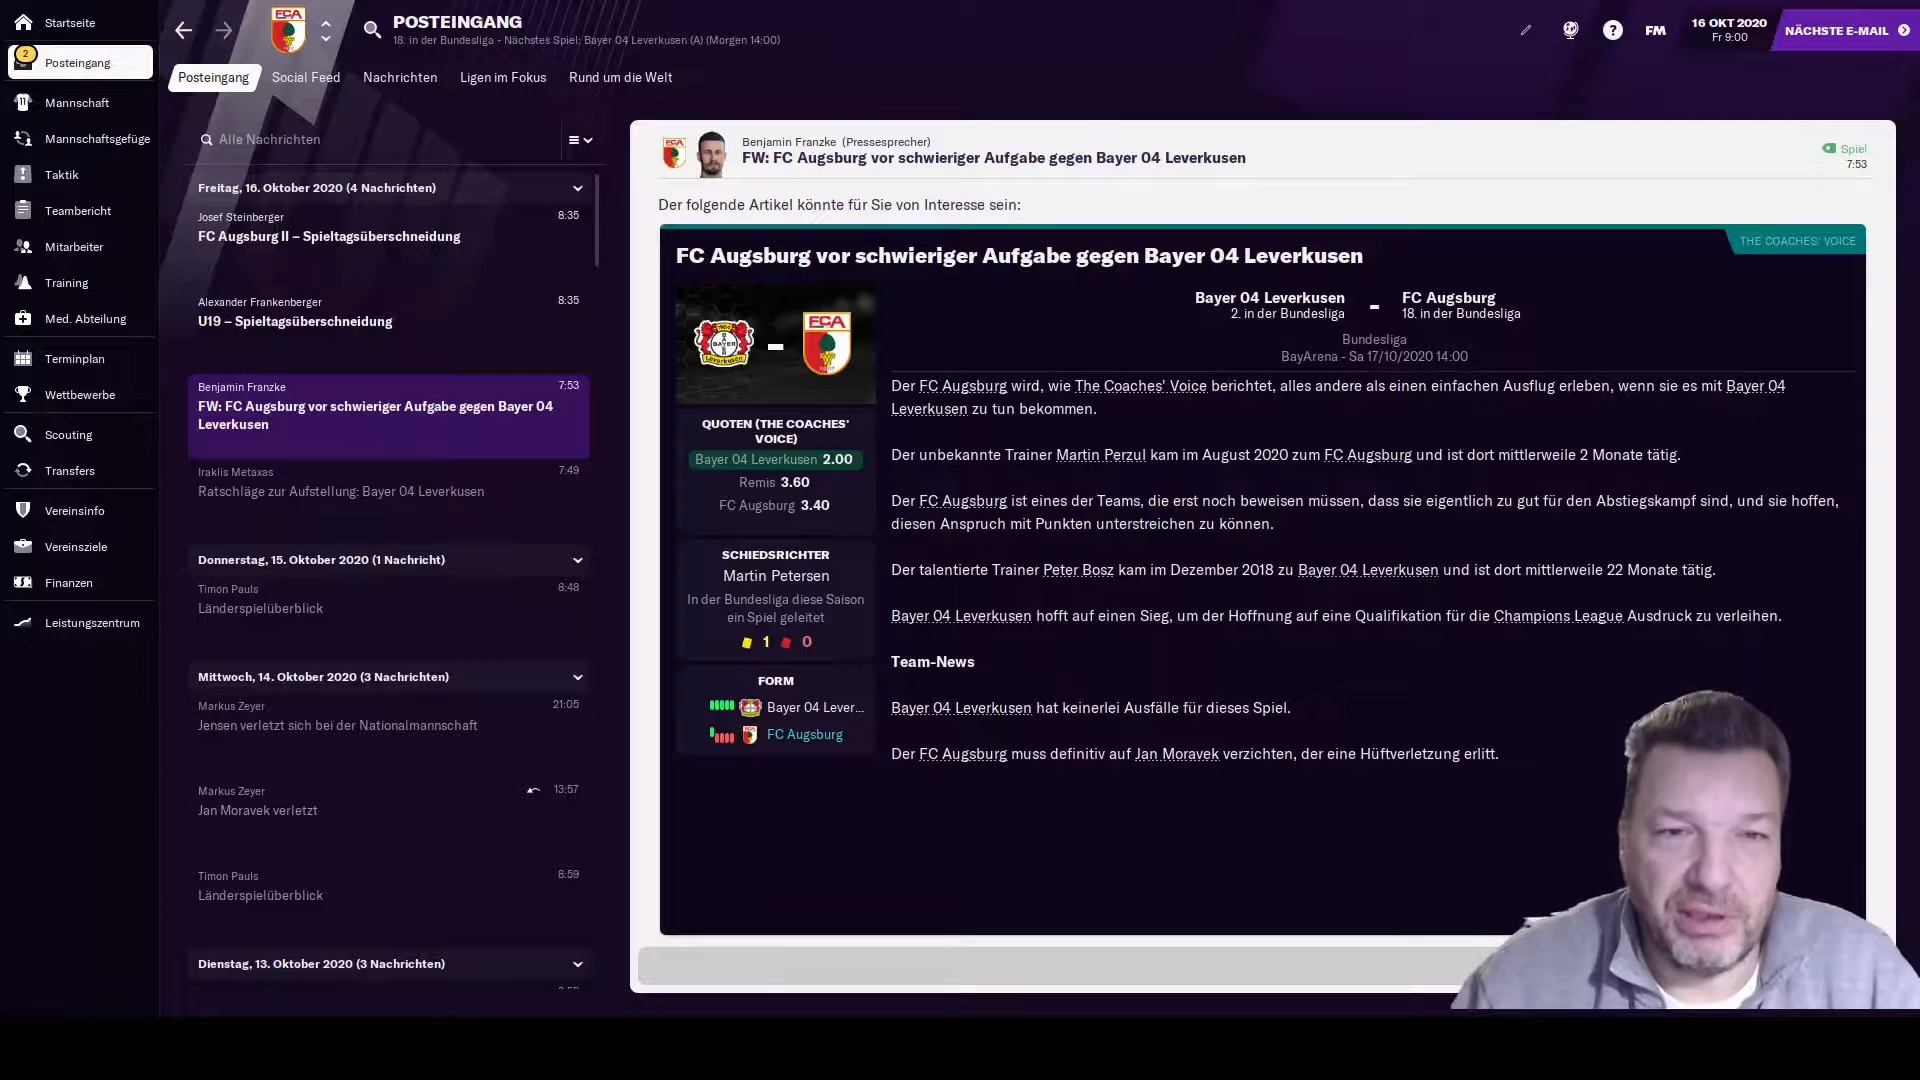 Startseite
2
Posteingang
Mannschaft
Mannschaftsgefüge
Taktik
Teambericht
Mitarbeiter
Training
Med. Abteilung
Terminplan
Wettbewerbe
Scouting
Transfers
Vereinsinfo
Vereinsziele
Finanzen
Leistungszentrum
POSTEINGANG
18. in der Bundesliga - Nächstes Spiel: Bayer 04 Leverkusen (A) (Morgen 14:00)
FM
16 OKT 2020
Fr 9:00
NÄCHSTE E-MAIL
Posteingang
Social Feed
Nachrichten
Ligen im Fokus
Rund um die Welt
Alle Nachrichten
Freitag, 16. Oktober 2020 (4 Nachrichten)
Josef Steinberger 8:35
FC Augsburg II – Spieltagsüberschneidung
Alexander Frankenberger 8:35
U19 – Spieltagsüberschneidung
Benjamin Franzke 7:53
FW: FC Augsburg vor schwieriger Aufgabe gegen Bayer 04
Leverkusen
Iraklis Metaxas 7:49
Ratschläge zur Aufstellung: Bayer 04 Leverkusen
Donnerstag, 15. Oktober 2020 (1 Nachricht)
Timon Pauls 8:48
Länderspielüberblick
Mittwoch, 14. Oktober 2020 (3 Nachrichten)
Markus Zeyer 21:05
Jensen verletzt sich bei der Nationalmannschaft
Markus Zeyer 13:57
Jan Moravek verletzt
Timon Pauls 8:59
Länderspielüberblick
Dienstag, 13. Oktober 2020 (3 Nachrichten)
Benjamin Franzke (Pressesprecher)
FW: FC Augsburg vor schwieriger Aufgabe gegen Bayer 04 Leverkusen
Spiel
7:53
Der folgende Artikel könnte für Sie von Interesse sein:
THE COACHES' VOICE
FC Augsburg vor schwieriger Aufgabe gegen Bayer 04 Leverkusen
Bayer 04 Leverkusen - FC Augsburg
2. in der Bundesliga 18. in der Bundesliga
Bundesliga
BayArena - Sa 17/10/2020 14:00
QUOTEN (THE COACHES'
VOICE)
Bayer 04 Leverkusen 2.00
Remis 3.60
FC Augsburg 3.40
SCHIEDSRICHTER
Martin Petersen
In der Bundesliga diese Saison
ein Spiel geleitet
1 0
FORM
Bayer 04 Lever...
FC Augsburg
Der FC Augsburg wird, wie The Coaches' Voice berichtet, alles andere als einen einfachen Ausflug erleben, wenn sie es mit Bayer 04
Leverkusen zu tun bekommen.
Der unbekannte Trainer Martin Perzul kam im August 2020 zum FC Augsburg und ist dort mittlerweile 2 Monate tätig.
Der FC Augsburg ist eines der Teams, die erst noch beweisen müssen, dass sie eigentlich zu gut für den Abstiegskampf sind, und sie hoffen,
diesen Anspruch mit Punkten unterstreichen zu können.
Der talentierte Trainer Peter Bosz kam im Dezember 2018 zu Bayer 04 Leverkusen und ist dort mittlerweile 22 Monate tätig.
Bayer 04 Leverkusen hofft auf einen Sieg, um der Hoffnung auf eine Qualifikation für die Champions League Ausdruck zu verleihen.
Team-News
Bayer 04 Leverkusen hat keinerlei Ausfälle für dieses Spiel.
Der FC Augsburg muss definitiv auf Jan Moravek verzichten, der eine Hüftverletzung erlitt.